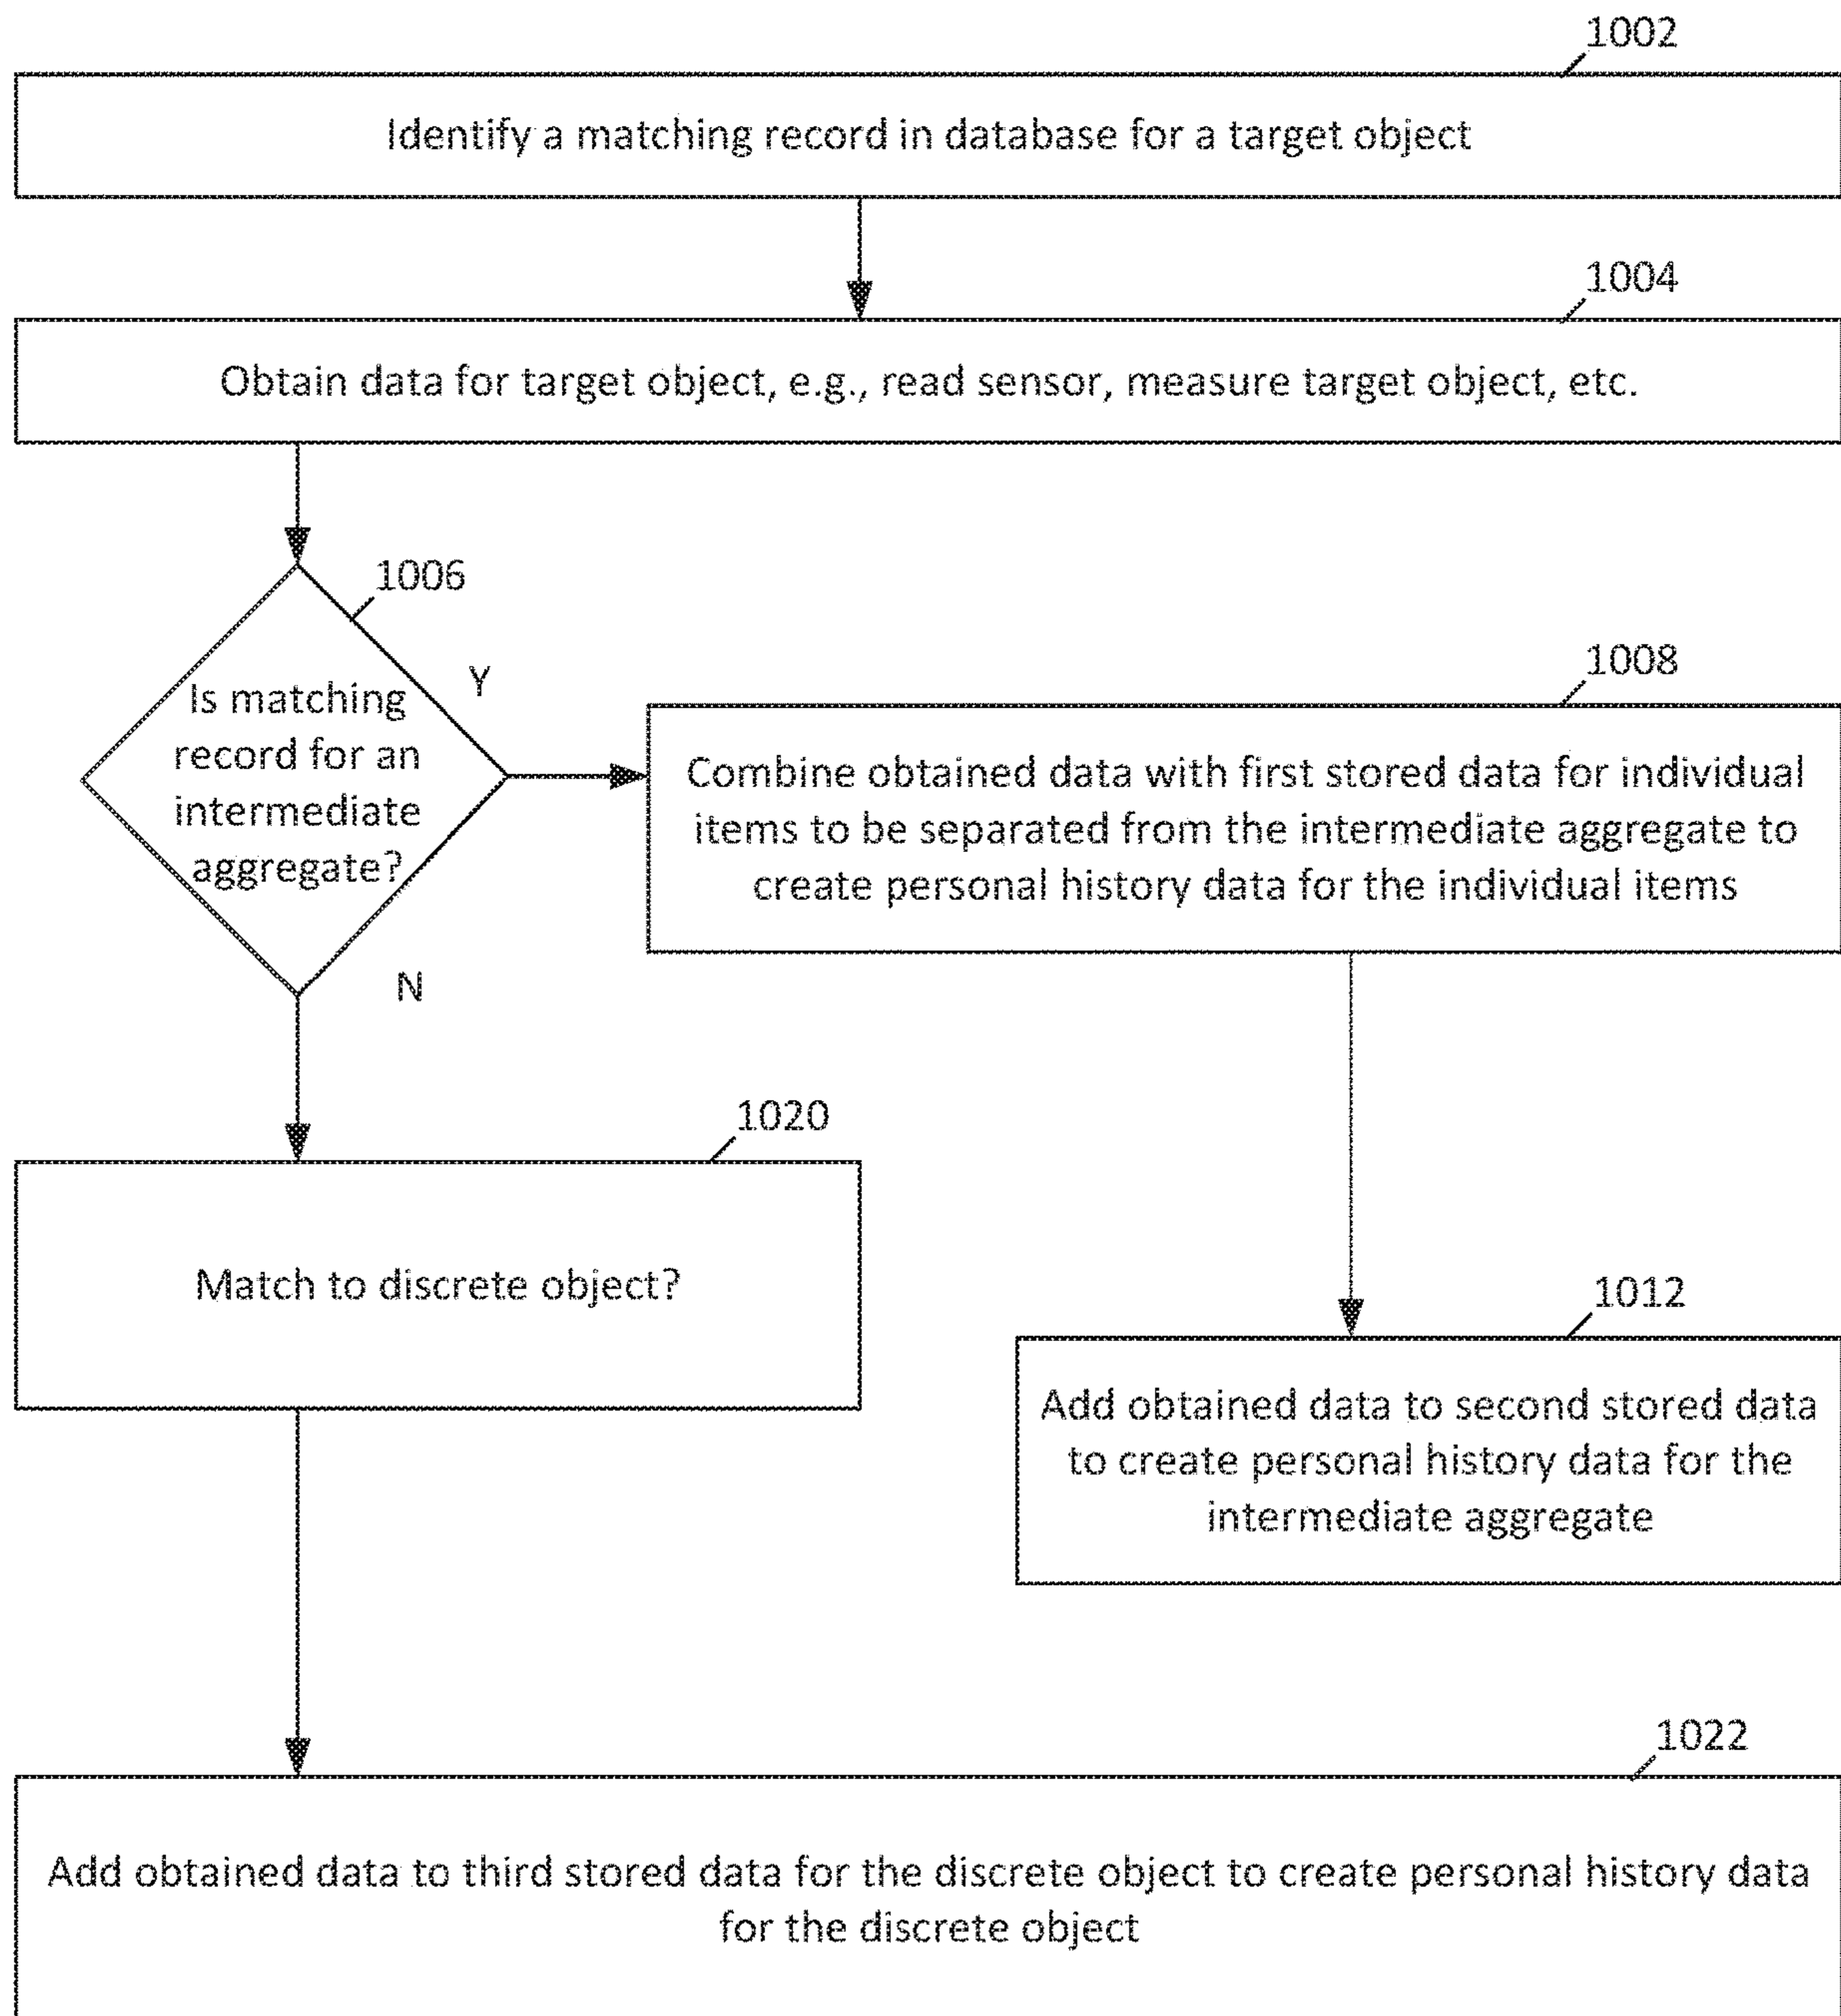 1002
Identify a matching record in database for a target object
1004
Obtain data for target object, e.g., read sensor, measure target object, etc.
1006
Y
Is matching
record for an
intermediate
aggregate?
N
1008
Combine obtained data with first stored data for individual
items to be separated from the intermediate aggregate to
create personal history data for the individual items
1020
Match to discrete object?
1012
Add obtained data to second stored data
to create personal history data for the
intermediate aggregate
1022
Add obtained data to third stored data for the discrete object to create personal history data
for the discrete object